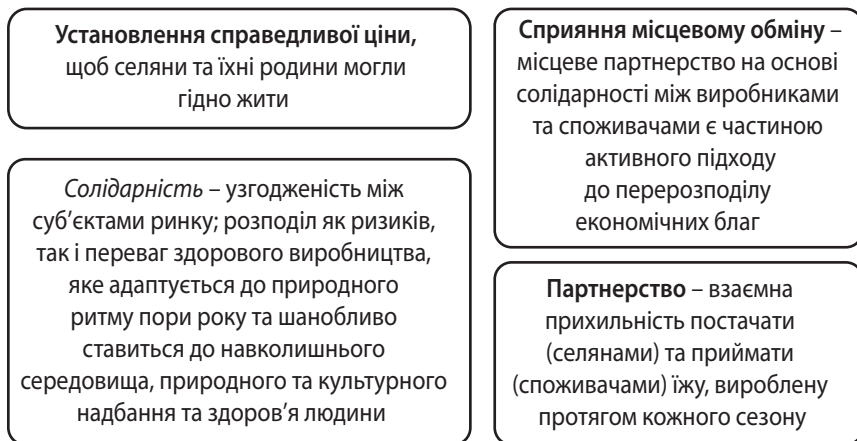 Установлення справедливої ціни,
щоб селяни та їхні родини могли
гідно жити
Солідарність – узгодженість між
суб’єктами ринку; розподіл як ризиків,
так і переваг здорового виробництва,
яке адаптується до природного
ритму пори року та шанобливо
ставиться до навколишнього
середовища, природного та культурного
надбання та здоров’я людини
Сприяння місцевому обміну –
місцеве партнерство на основі
солідарності між виробниками
та споживачами є частиною
активного підходу
до перерозподілу
економічних благ
Партнерство – взаємна
прихильність постачати
(селянами) та приймати
(споживачами) їжу, вироблену
протягом кожного сезону